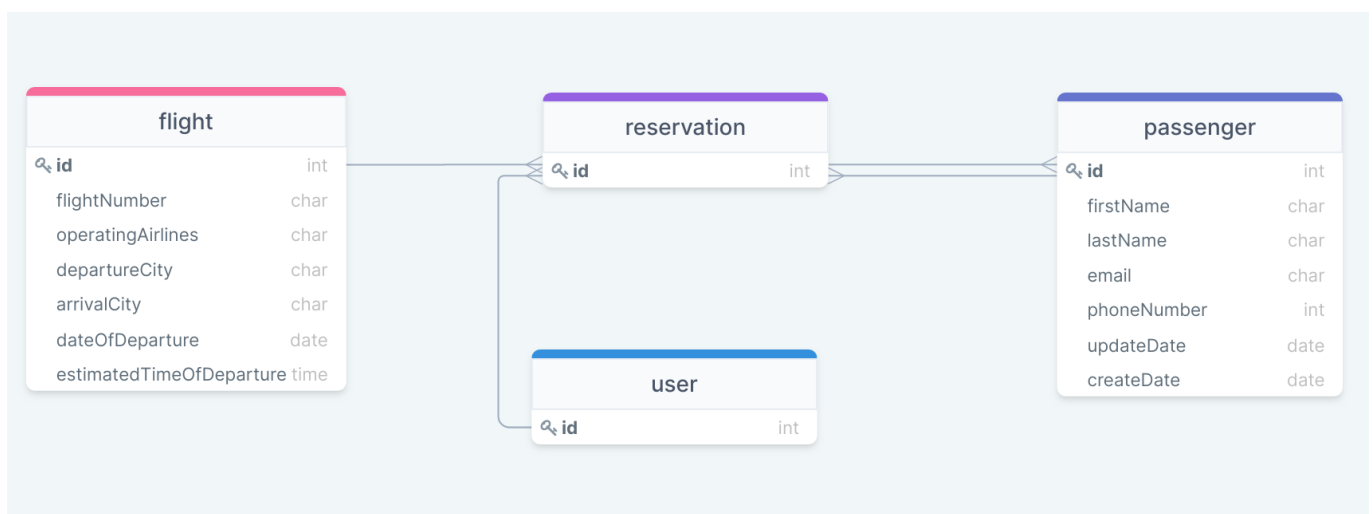 flight
id int
flightNumber char
operatingAirlines char
departureCity char
arrivalCity char
dateOfDeparture date
estimatedTimeOfDeparture time
reservation
id int
user
id int
passenger
id int
firstName char
lastName char
email char
phoneNumber int
updateDate date
createDate date